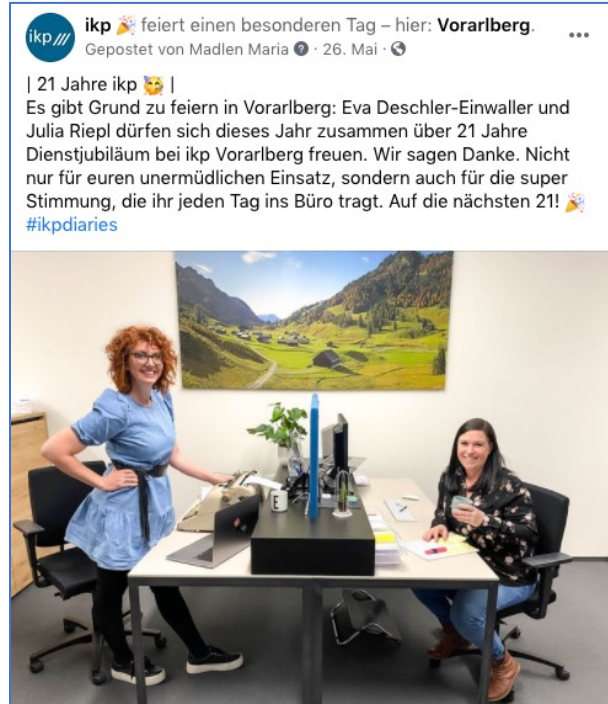 ikp///
ikp 🎉 feiert einen besonderen Tag – hier: Vorarlberg.
Gepostet von Madlen Maria · 26. Mai ·
| 21 Jahre ikp 🥳 |
Es gibt Grund zu feiern in Vorarlberg: Eva Deschler-Einwaller und
Julia Riepl dürfen sich dieses Jahr zusammen über 21 Jahre
Dienstjubiläum bei ikp Vorarlberg freuen. Wir sagen Danke. Nicht
nur für euren unermüdlichen Einsatz, sondern auch für die super
Stimmung, die ihr jeden Tag ins Büro tragt. Auf die nächsten 21! 🎉
#ikpdiaries
E